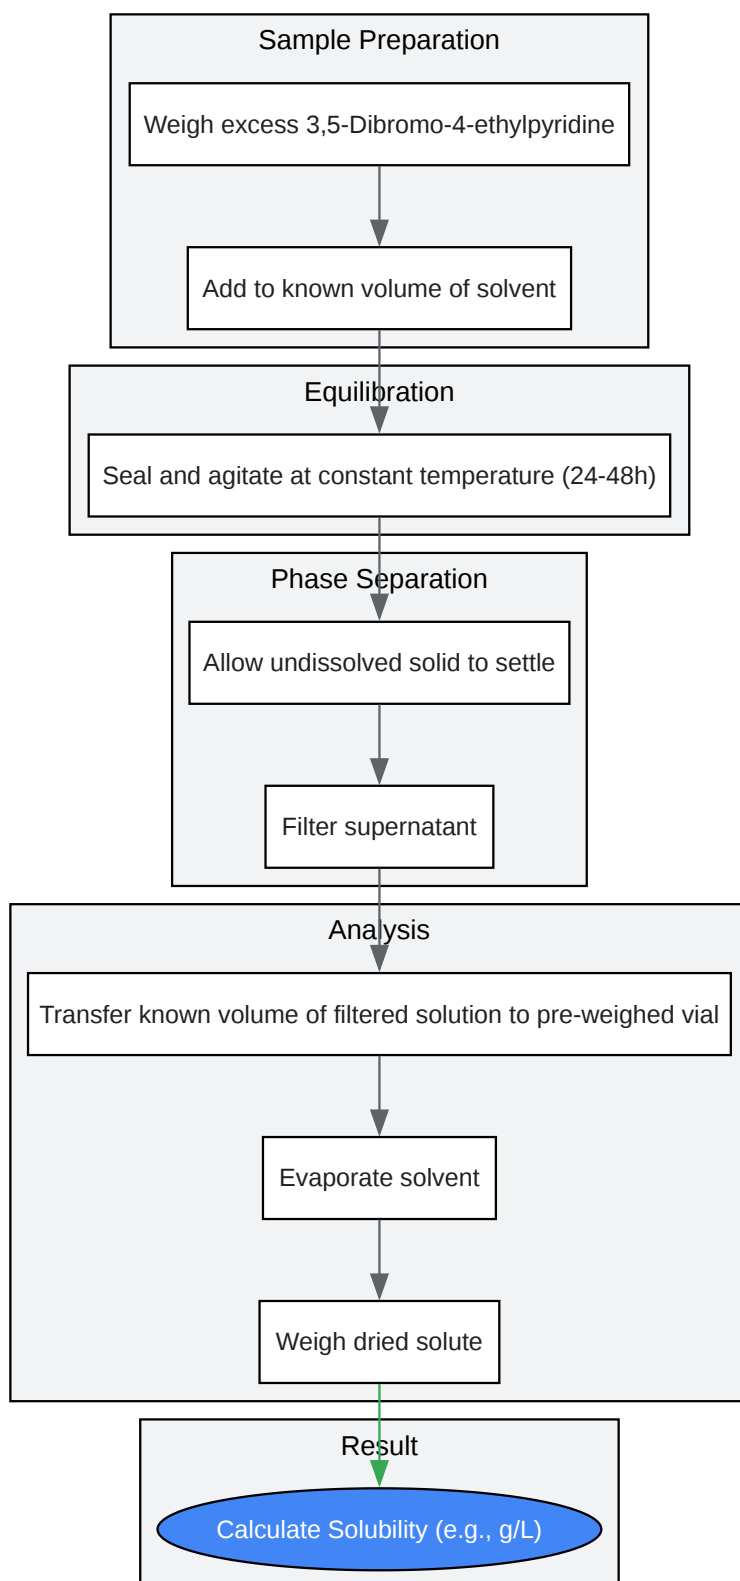 Sample Preparation
Weigh excess 3,5-Dibromo-4-ethylpyridine
Add to known volume of solvent
Equilibration
Seal and agitate at constant temperature (24-48h)
Phase Separation
Allow undissolved solid to settle
Filter supernatant
Analysis
Transfer known volume of filtered solution to pre-weighed vial
Evaporate solvent
Weigh dried solute
Result
Calculate Solubility (e.g., g/L)